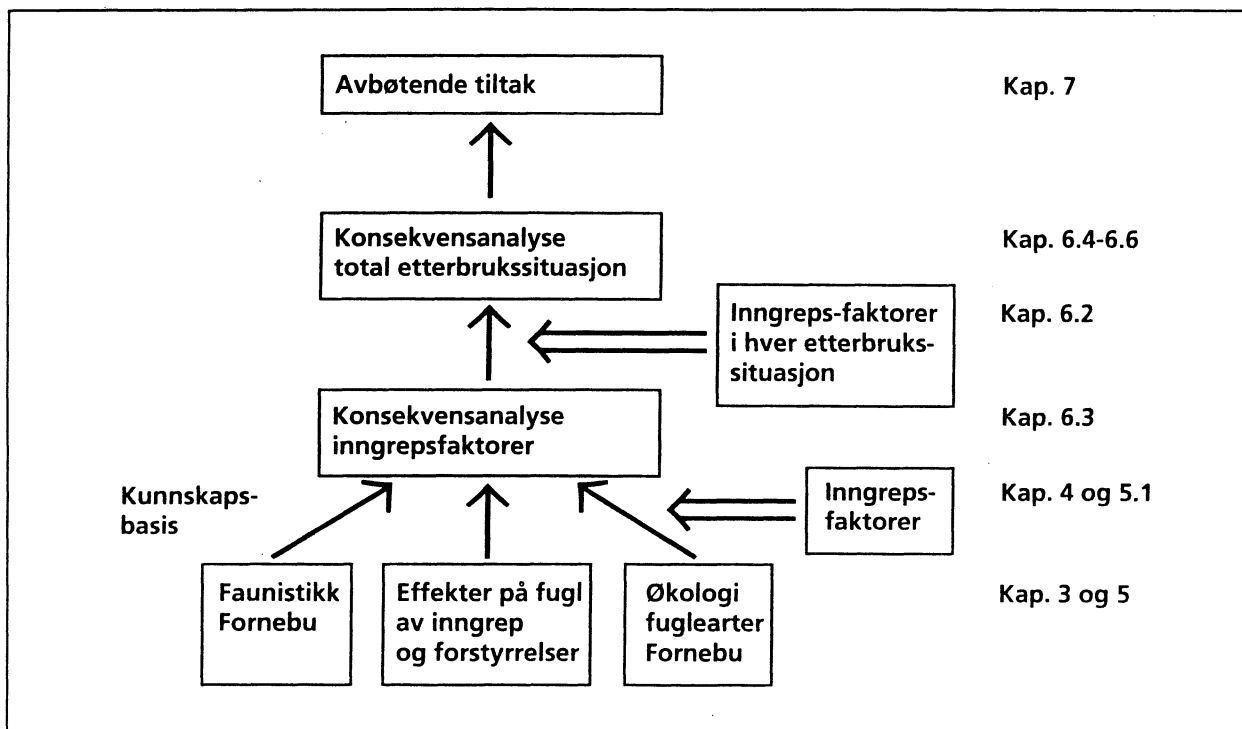 Avbøtende tiltak
Kap. 7
Konsekvensanalyse
total etterbrukssituasjon
Kap. 6.4-6.6
Inngreps-faktorer
i hver etterbruks-
situasjon
Kap. 6.2
Konsekvensanalyse
inngrepsfaktorer
Kap. 6.3
Kunnskaps-
basis
Inngreps-
faktorer
Kap. 4 og 5.1
Faunistikk
Fornebu
Effekter på fugl
av inngrep
og forstyrrelser
Økologi
fuglearter
Fornebu
Kap. 3 og 5